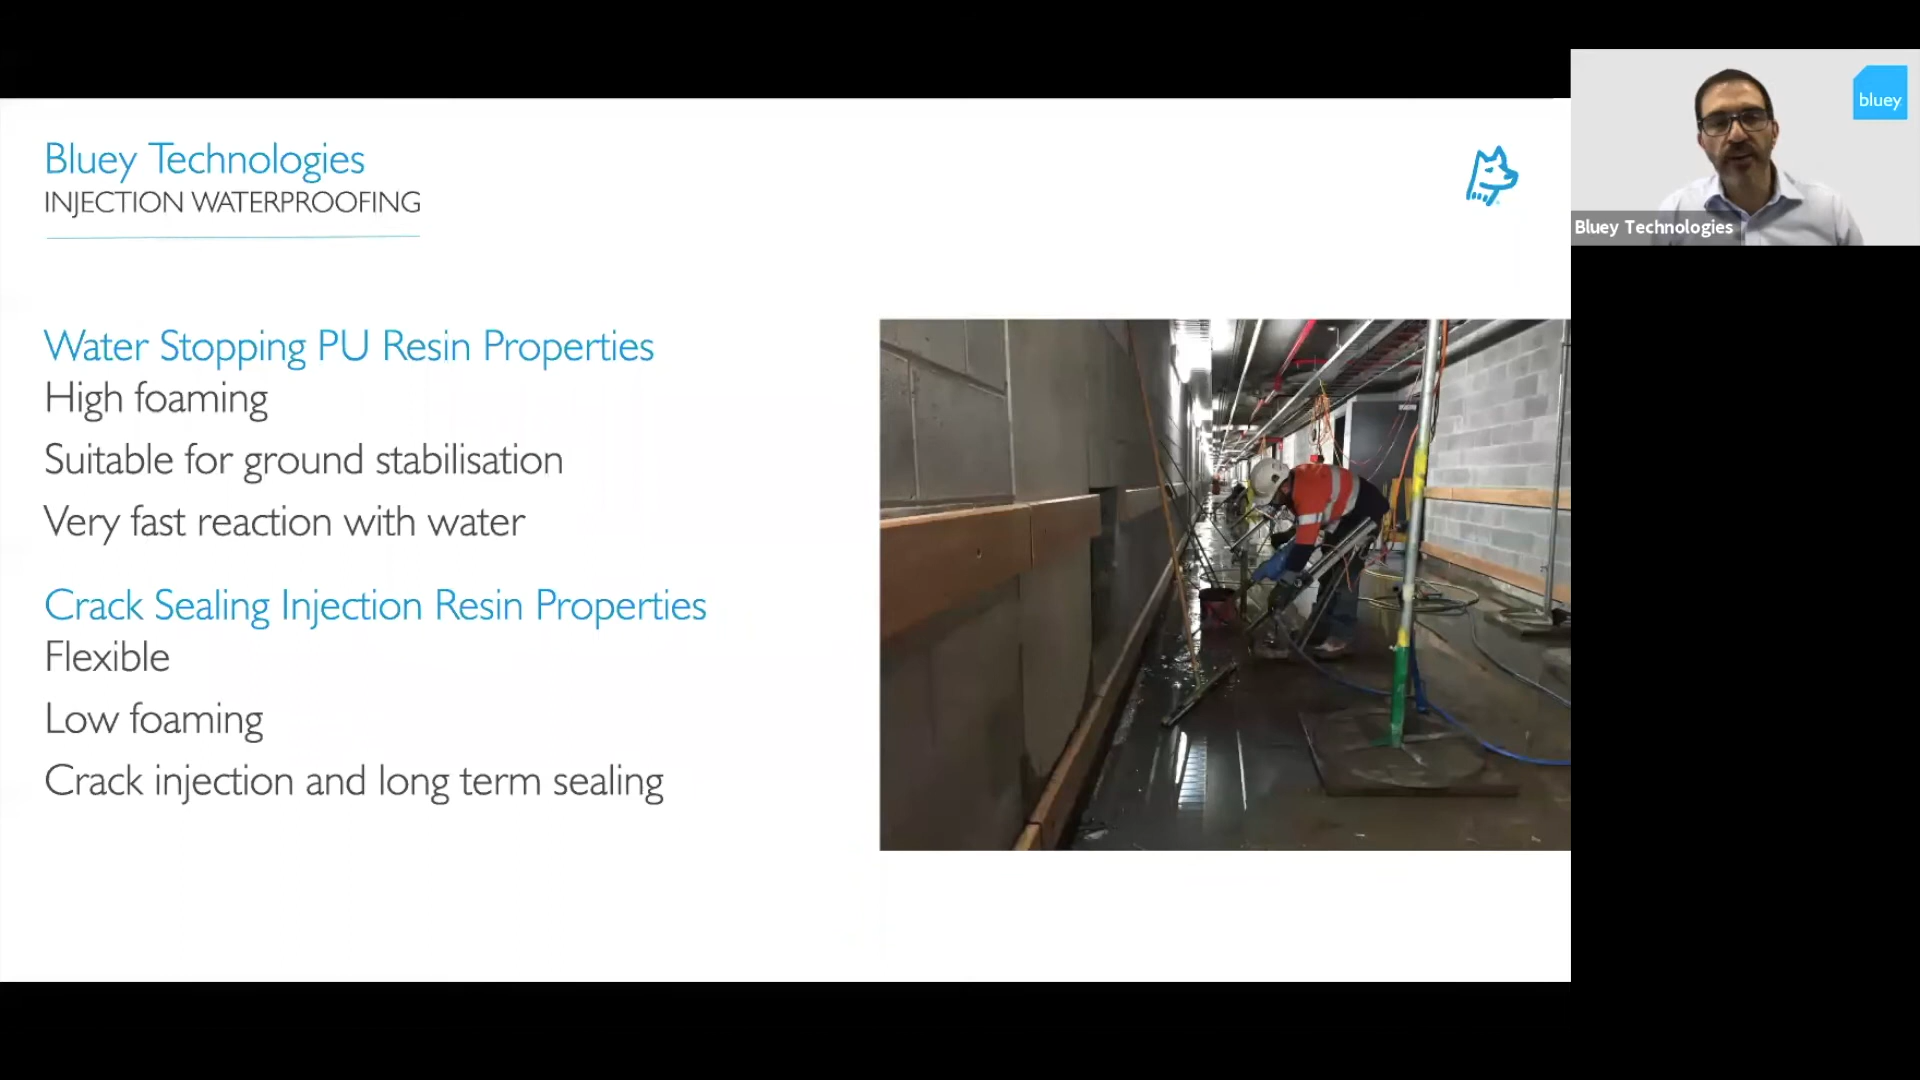 Bluey Technologies
INJECTION WATERPROOFING
Water Stopping PU Resin Properties
High foaming
Suitable for ground stabilisation
Very fast reaction with water
Crack Sealing Injection Resin Properties
Flexible
Low foaming
Crack injection and long term sealing
bluey
Bluey Technologies